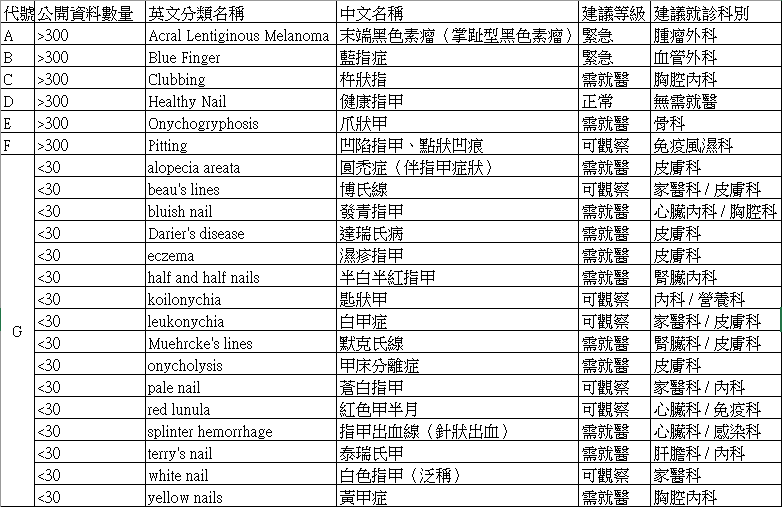 代號 公開資料數量 英文分類名稱 中文名稱 建議等級 建議就診科別
A >300 Acral Lentiginous Melanoma 末端黑色素瘤（掌趾型黑色素瘤） 緊急 腫瘤外科
B >300 Blue Finger 藍指症 緊急 血管外科
C >300 Clubbing 杵狀指 需就醫 胸腔內科
D >300 Healthy Nail 健康指甲 正常 無需就醫
E >300 Onychogryphosis 爪狀甲 需就醫 骨科
F >300 Pitting 凹陷指甲、點狀凹痕 可觀察 免疫風濕科
<30 alopecia areata 圓禿症（伴指甲症狀） 需就醫 皮膚科
<30 beau's lines 博氏線 可觀察 家醫科 / 皮膚科
<30 bluish nail 發青指甲 需就醫 心臟內科 / 胸腔科
<30 Darier's disease 達瑞氏病 需就醫 皮膚科
<30 eczema 濕疹指甲 需就醫 皮膚科
<30 half and half nails 半白半紅指甲 需就醫 腎臟內科
<30 koilonychia 匙狀甲 可觀察 內科 / 營養科
G <30 leukonychia 白甲症 可觀察 家醫科 / 皮膚科
<30 Muehrcke's lines 默克氏線 需就醫 腎臟科 / 皮膚科
<30 onycholysis 甲床分離症 需就醫 皮膚科
<30 pale nail 蒼白指甲 可觀察 家醫科 / 內科
<30 red lunula 紅色甲半月 可觀察 心臟科 / 免疫科
<30 splinter hemorrhage 指甲出血線（針狀出血） 需就醫 心臟科 / 感染科
<30 terry's nail 泰瑞氏甲 需就醫 肝膽科 / 內科
<30 white nail 白色指甲（泛稱） 可觀察 家醫科
<30 yellow nails 黃甲症 需就醫 胸腔內科